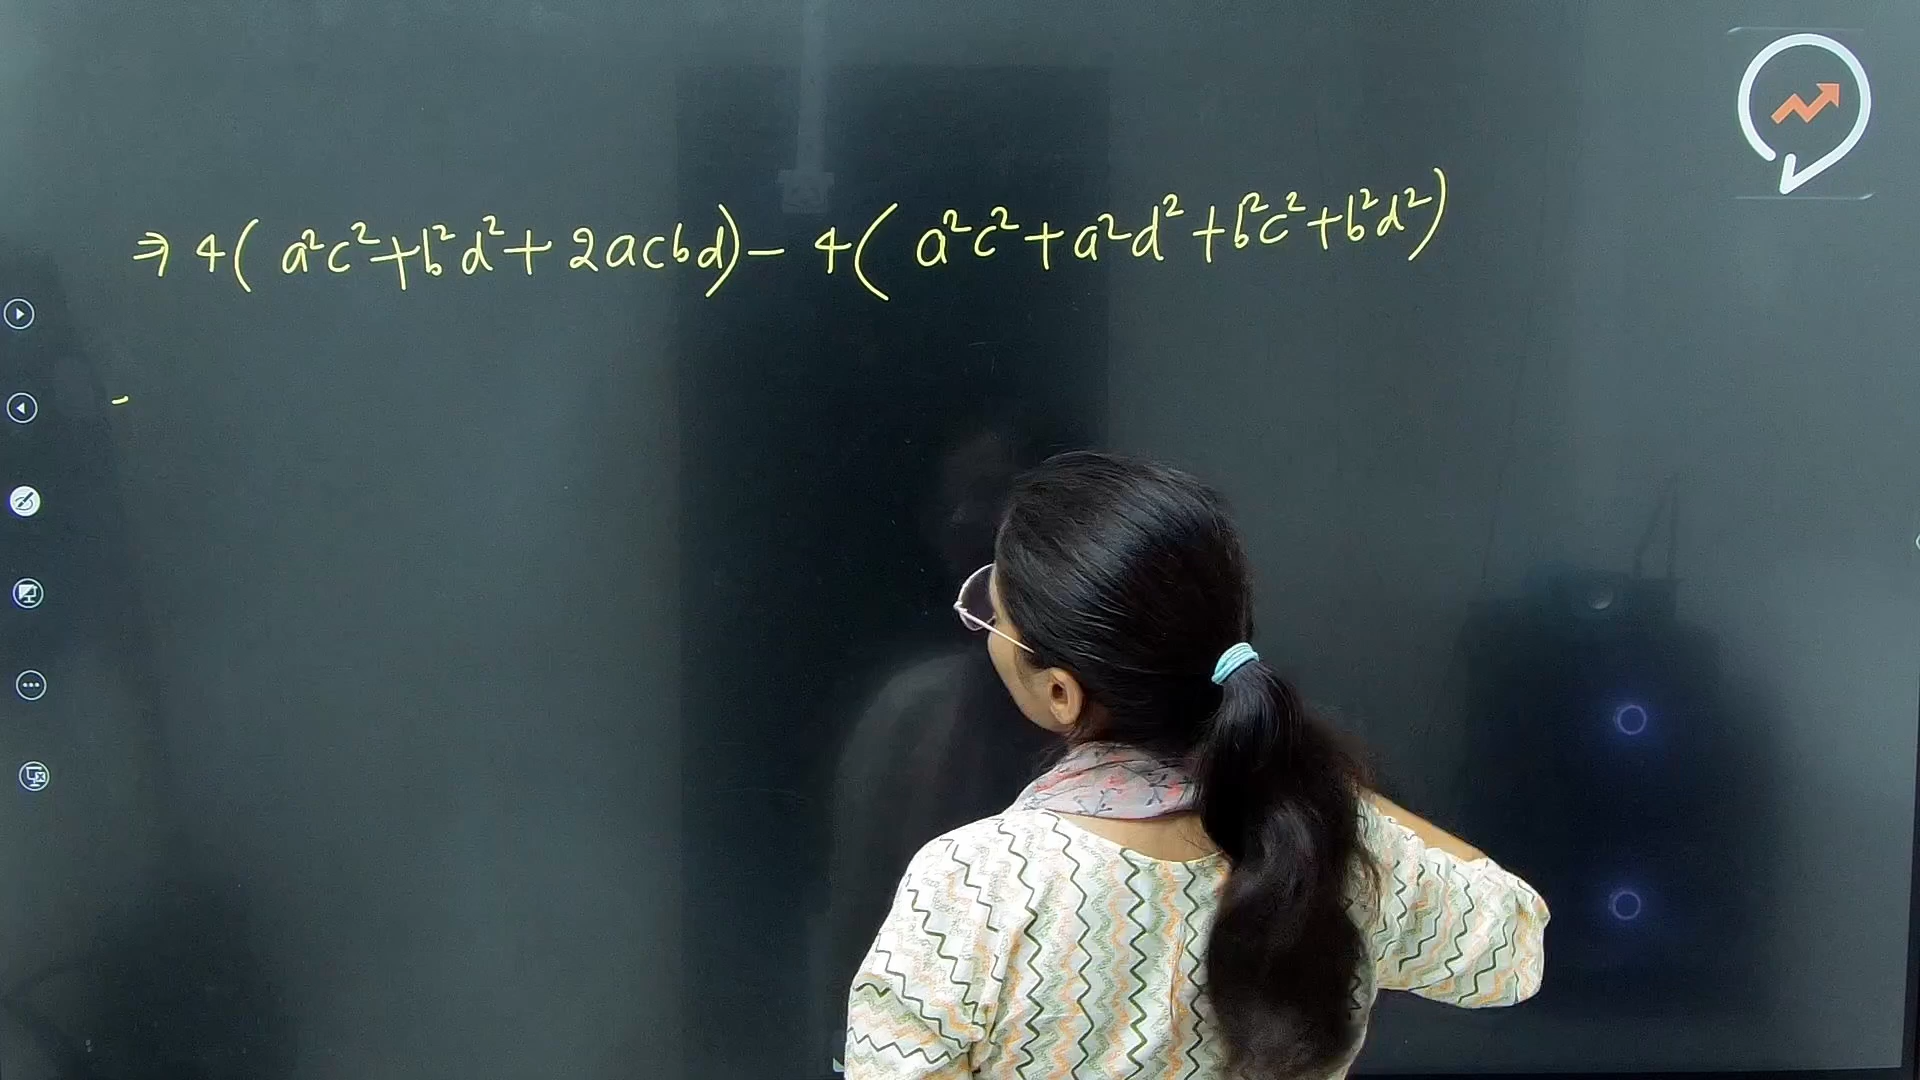 ⇒ 4( a²c²+b²d²+ 2acbd) – 4( a²c²+a²d²+b²c²+b²d²)
-